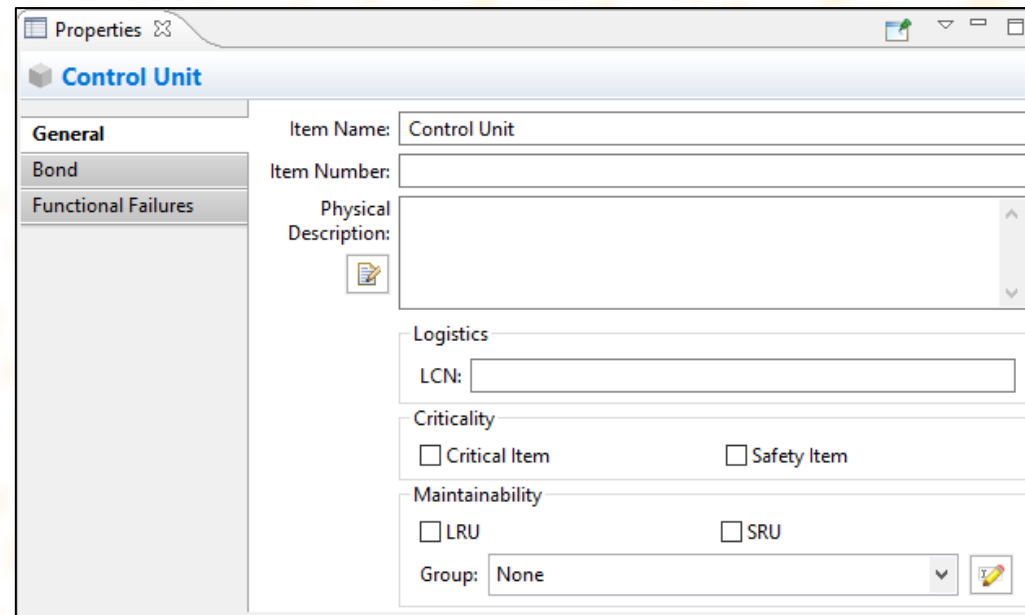 Properties
Control Unit
General
Bond
Functional Failures
Item Name: Control Unit
Item Number:
Physical
Description:
Logistics
LCN:
Criticality
Critical Item Safety Item
Maintainability
LRU SRU
Group: None